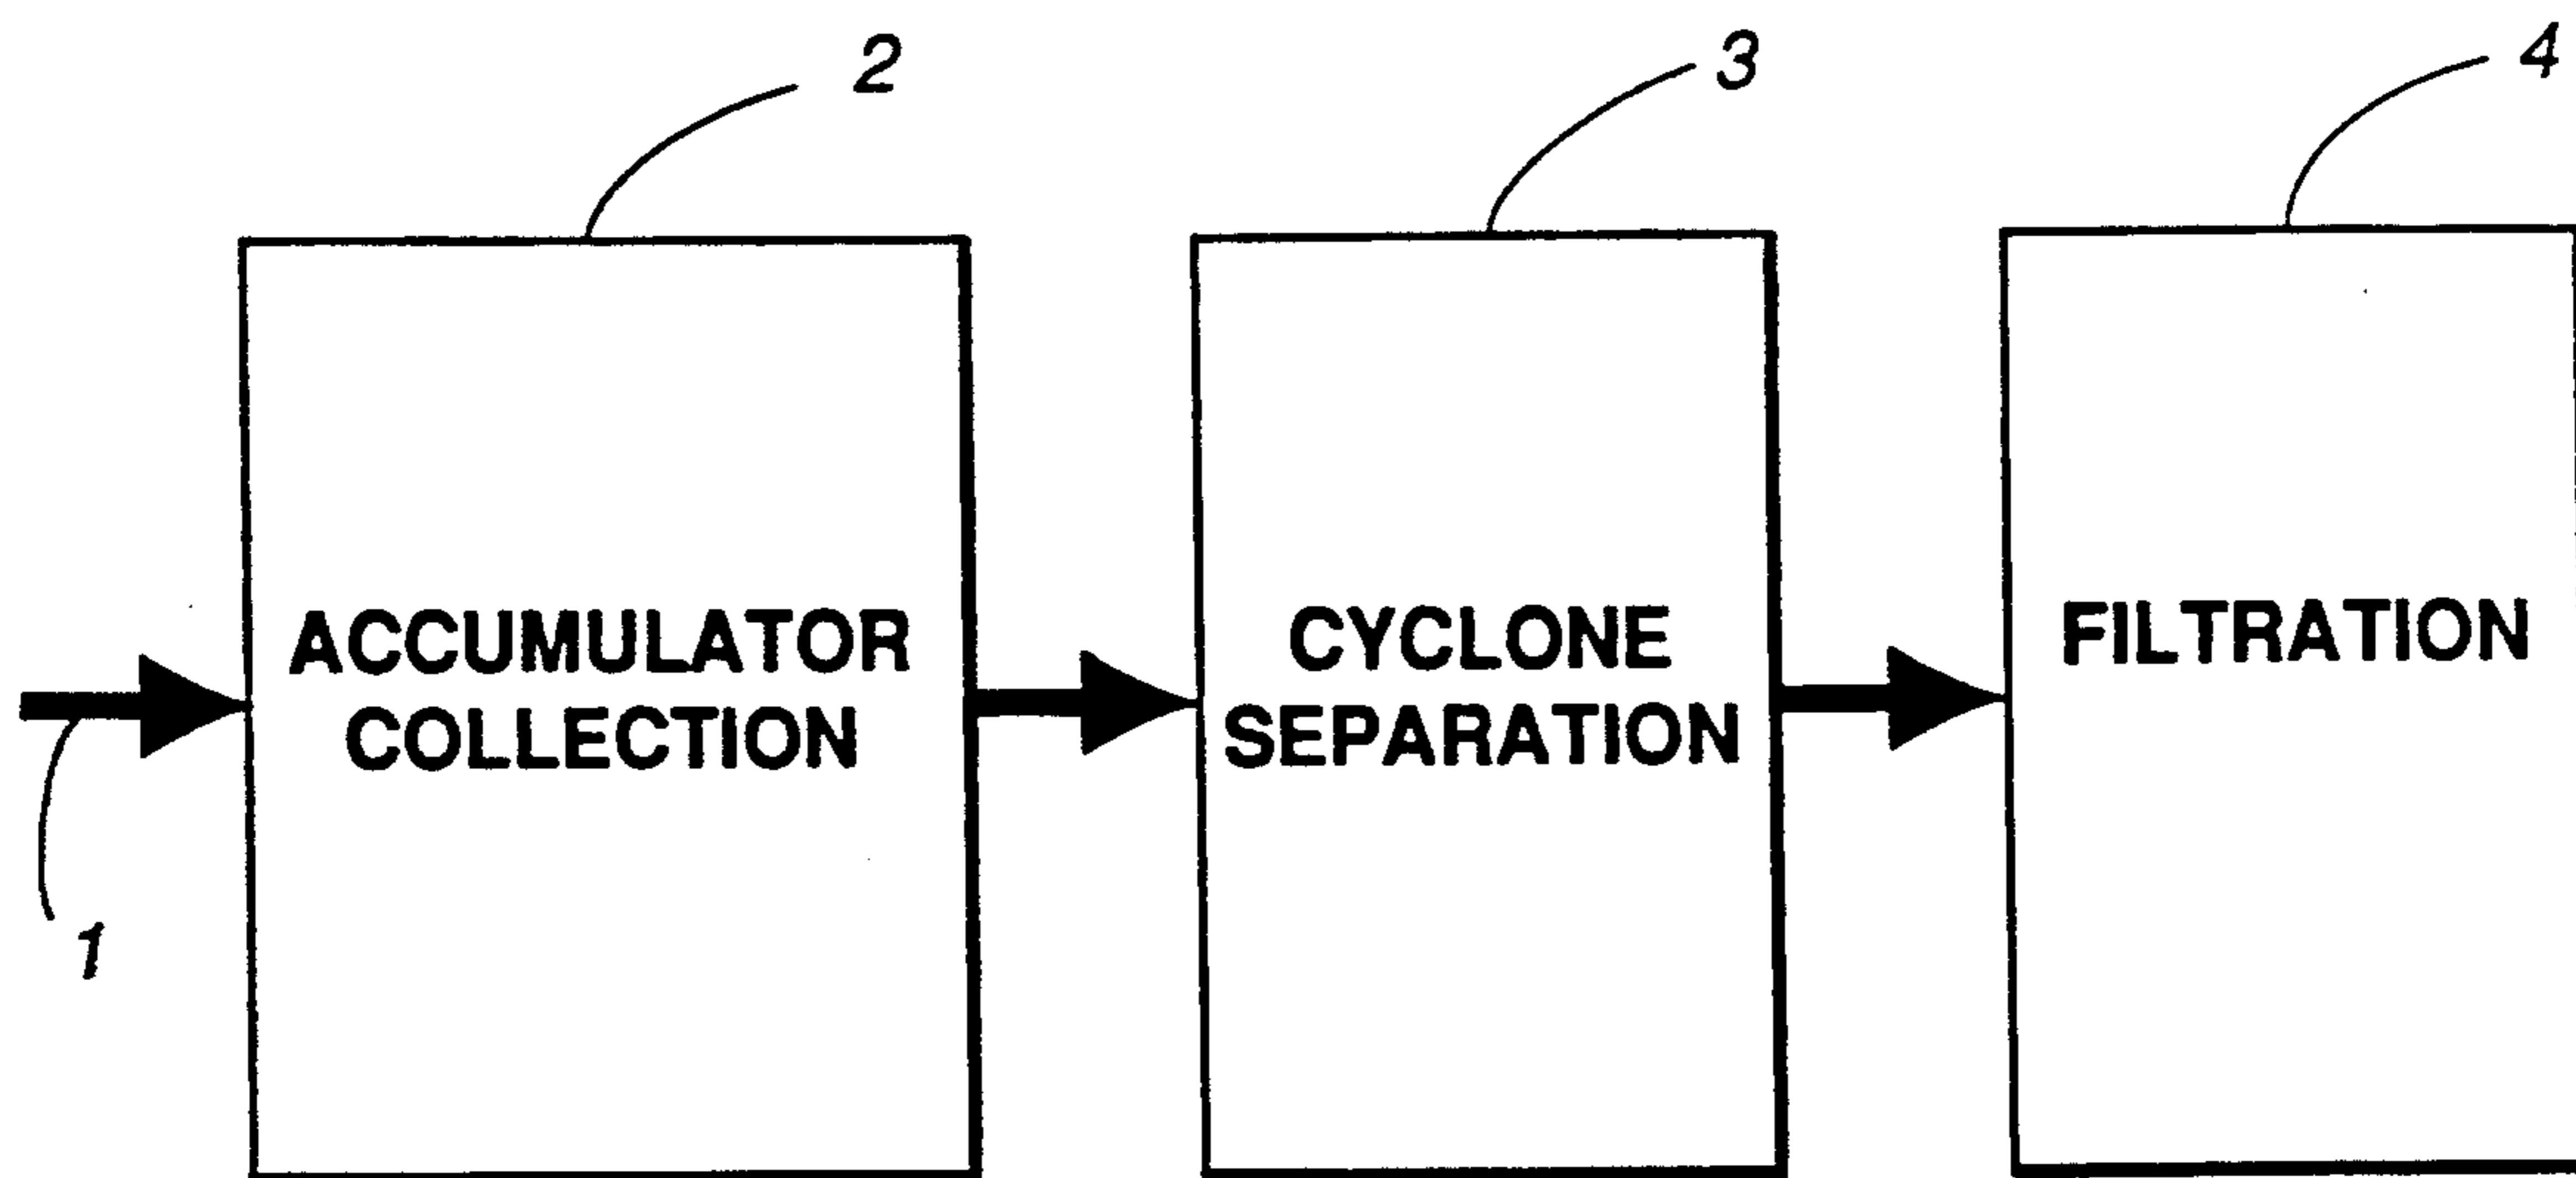 2
3
4
ACCUMULATOR
COLLECTION
CYCLONE
SEPARATION
FILTRATION
1